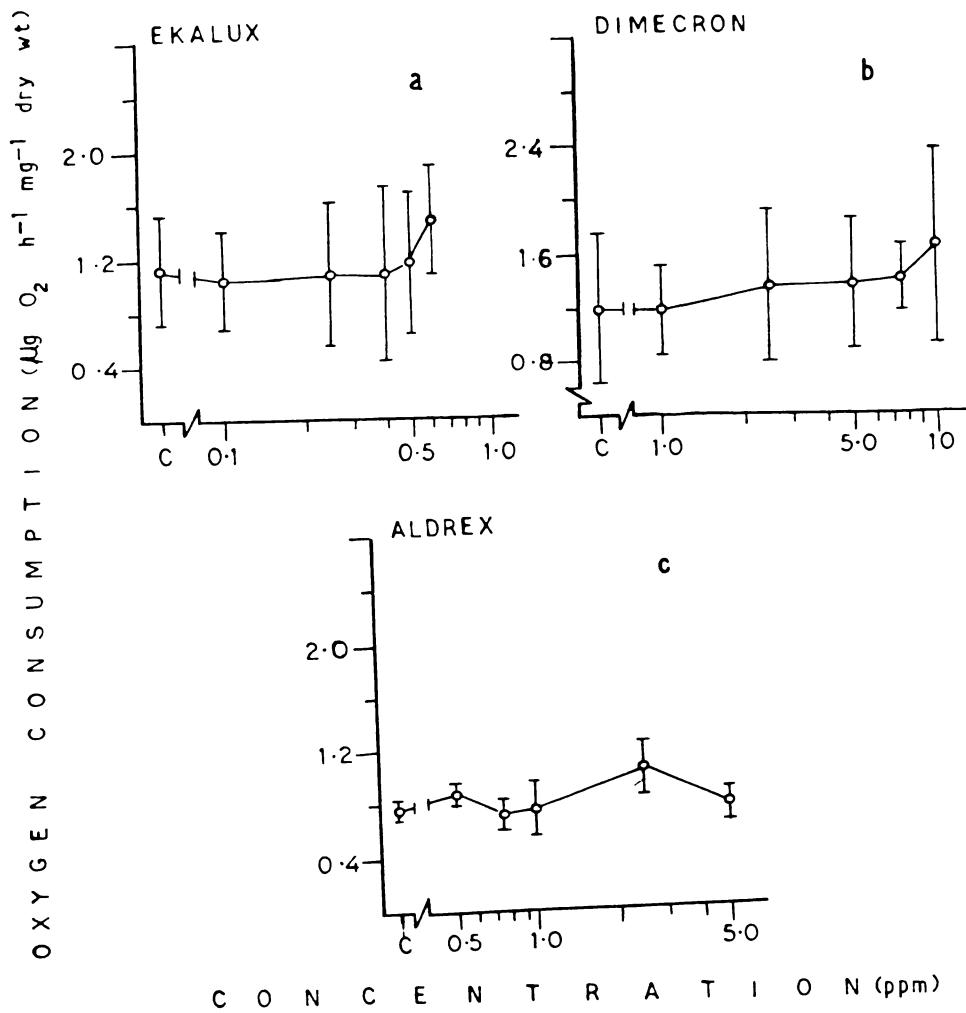 EKALUX
a
2·0
1·2
0·4
C 0·1 0·5 1·0
DIMECRON
b
2·4
1·6
0·8
C 1·0 5·0 10
ALDREX
c
2·0
1·2
0·4
C 0·5 1·0 5·0
OXYGEN CONSUMPTION (µg O₂ h⁻¹ mg⁻¹ dry wt)
CONCENTRATION (ppm)